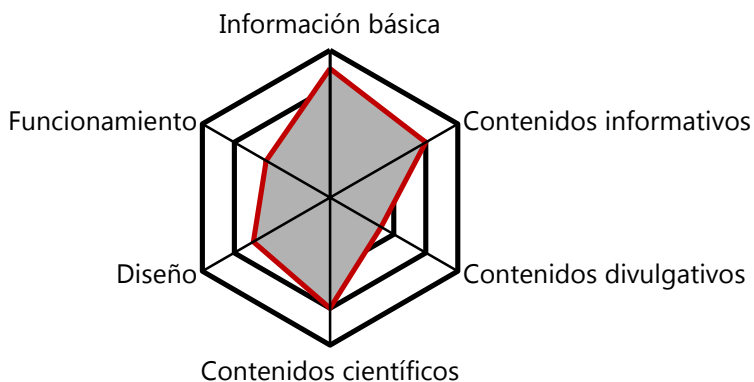 Información básica
Funcionamiento
Contenidos informativos
Diseño
Contenidos divulgativos
Contenidos científicos